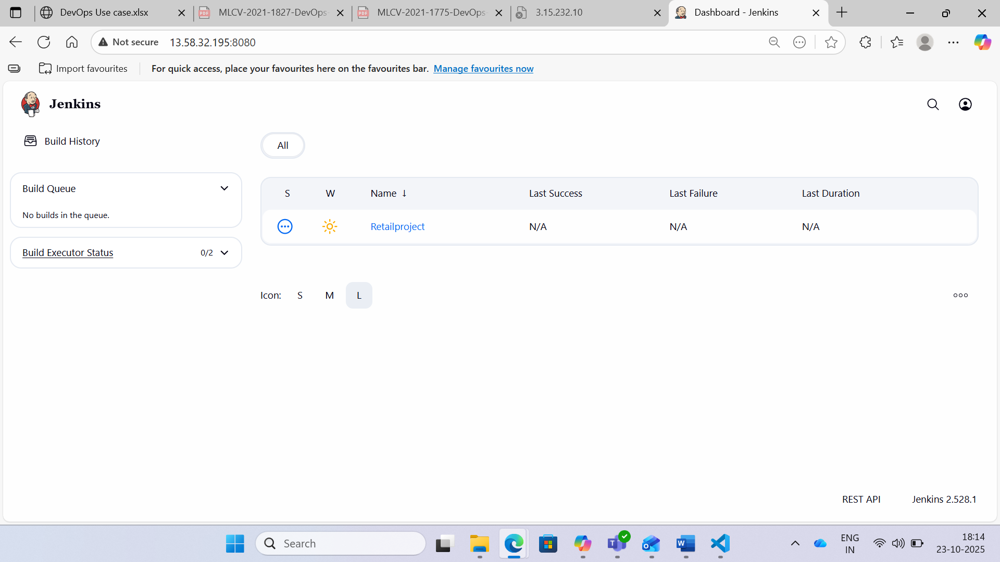 DevOps Use case.xlsx
MLCV-2021-1827-DevOps-
MLCV-2021-1775-DevOps-
3.15.232.10
Dashboard - Jenkins
Not secure 13.58.32.195:8080
Import favourites For quick access, place your favourites here on the favourites bar. Manage favourites now
Jenkins
Build History
All
Build Queue
No builds in the queue.
Build Executor Status 0/2
S W Name ↓ Last Success Last Failure Last Duration
Retailproject N/A N/A N/A
Icon: S M L
REST API Jenkins 2.528.1
Search
ENG
IN
18:14
23-10-2025